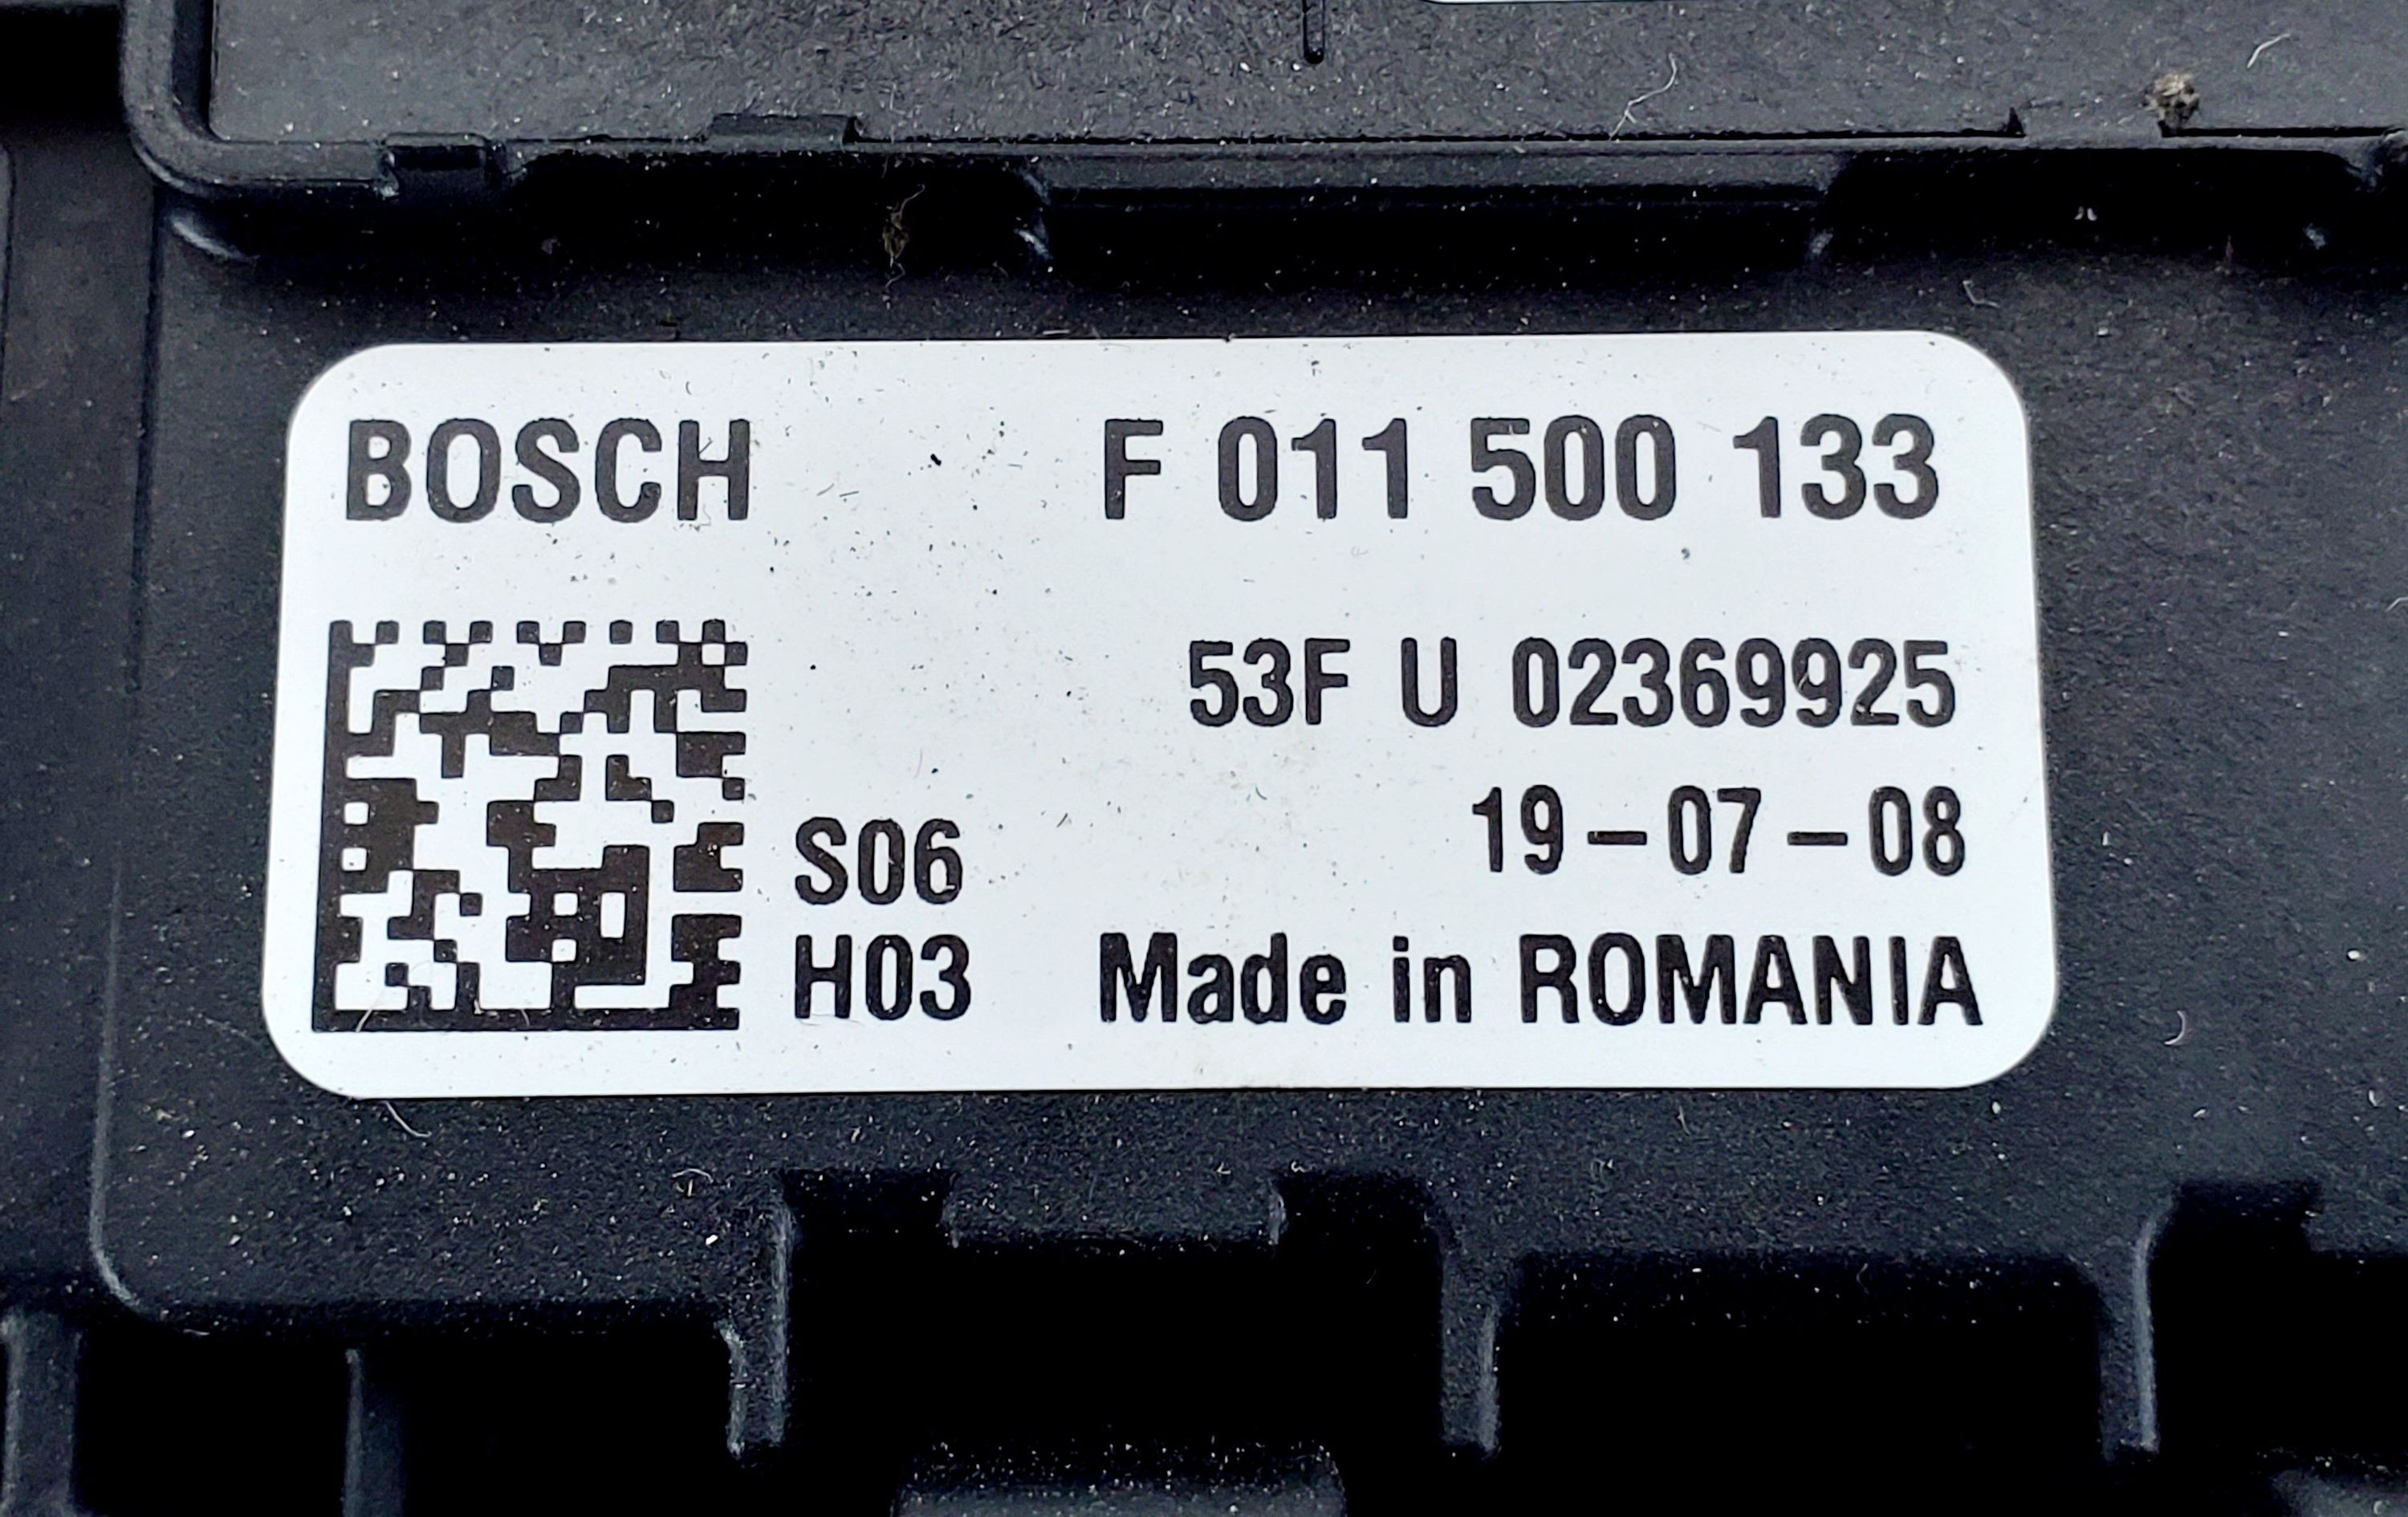 BOSCH F 011 500 133
53F U 02369925
19-07-08
S06
H03 Made in ROMANIA